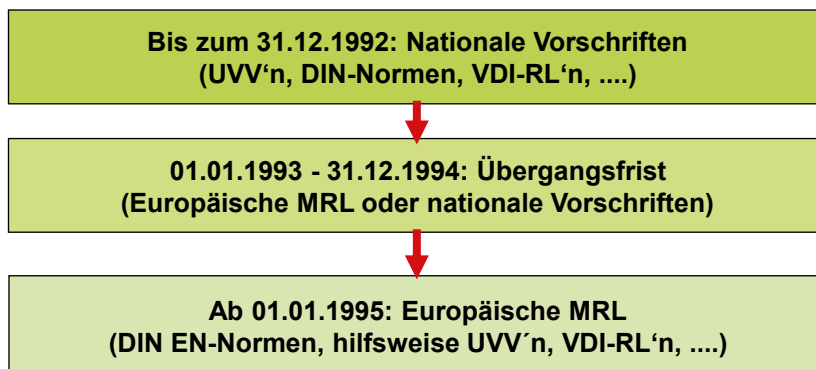 Bis zum 31.12.1992: Nationale Vorschriften
(UVV‘n, DIN-Normen, VDI-RL‘n, ....)
01.01.1993 - 31.12.1994: Übergangsfrist
(Europäische MRL oder nationale Vorschriften)
Ab 01.01.1995: Europäische MRL
(DIN EN-Normen, hilfsweise UVV´n, VDI-RL‘n, ....)